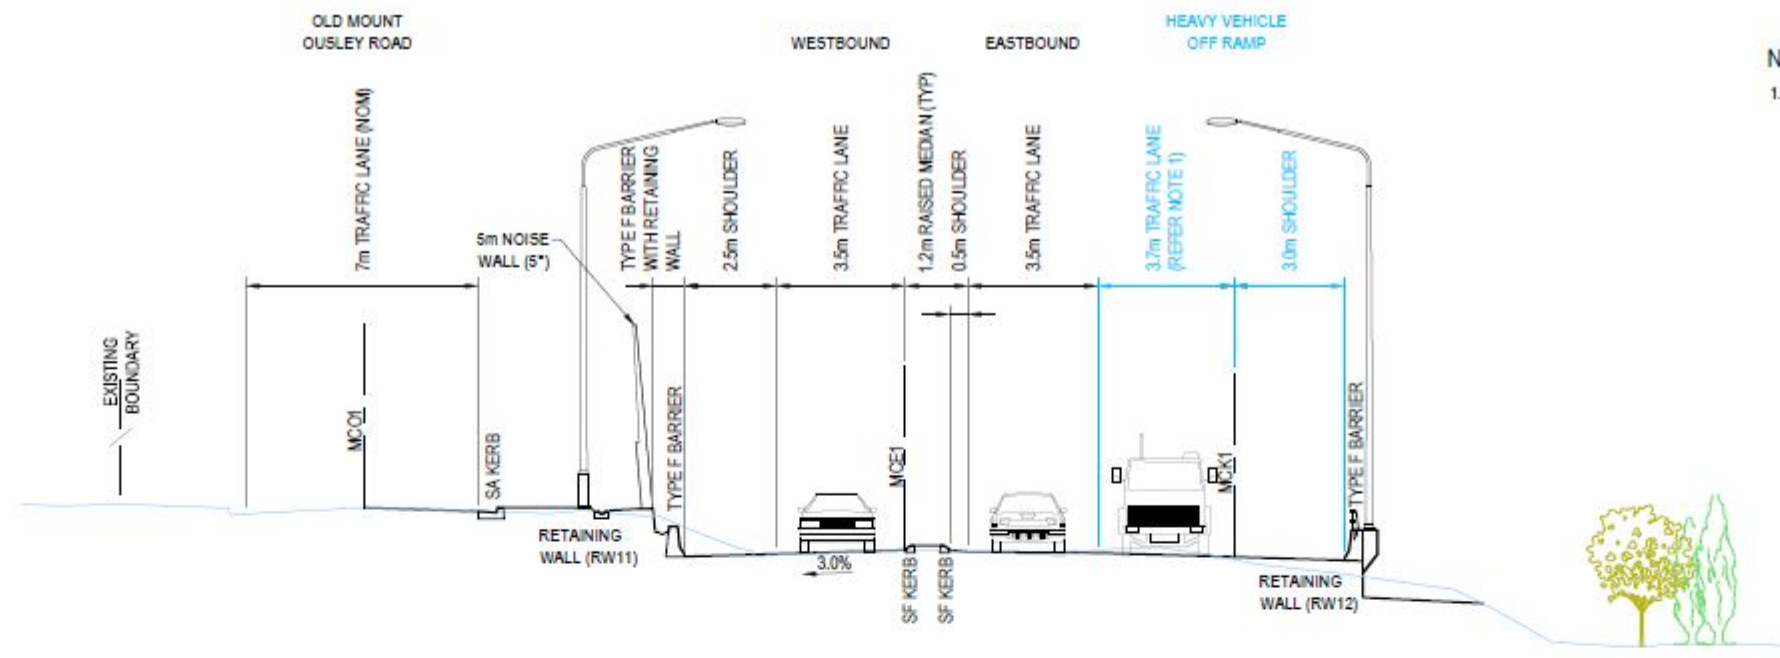 OLD MOUNT
OUSLEY ROAD
WESTBOUND
EASTBOUND
HEAVY VEHICLE
OFF RAMP
N
1.
7m TRAFFIC LANE (NOM)
5m NOISE
WALL (5°)
TYPE F BARRIER
WITH RETAINING
WALL
2.5m SHOULDER
3.5m TRAFFIC LANE
1.2m RAISED MEDIAN (TYP)
0.5m SHOULDER
3.5m TRAFFIC LANE
3.7m TRAFFIC LANE
(REFER NOTE 1)
3.0m SHOULDER
EXISTING
BOUNDARY
MCO1
SA KERB
TYPE F BARRIER
MCE1
MCK1
TYPE F BARRIER
RETAINING
WALL (RW11)
3.0%
SF KERB
SF KERB
RETAINING
WALL (RW12)